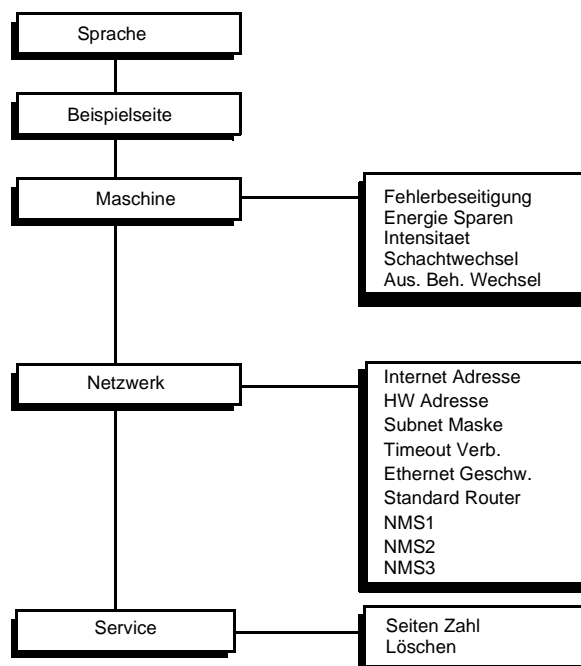 Sprache
Beispielseite
Maschine
Fehlerbeseitigung
Energie Sparen
Intensitaet
Schachtwechsel
Aus. Beh. Wechsel
Netzwerk
Internet Adresse
HW Adresse
Subnet Maske
Timeout Verb.
Ethernet Geschw.
Standard Router
NMS1
NMS2
NMS3
Service
Seiten Zahl
Löschen